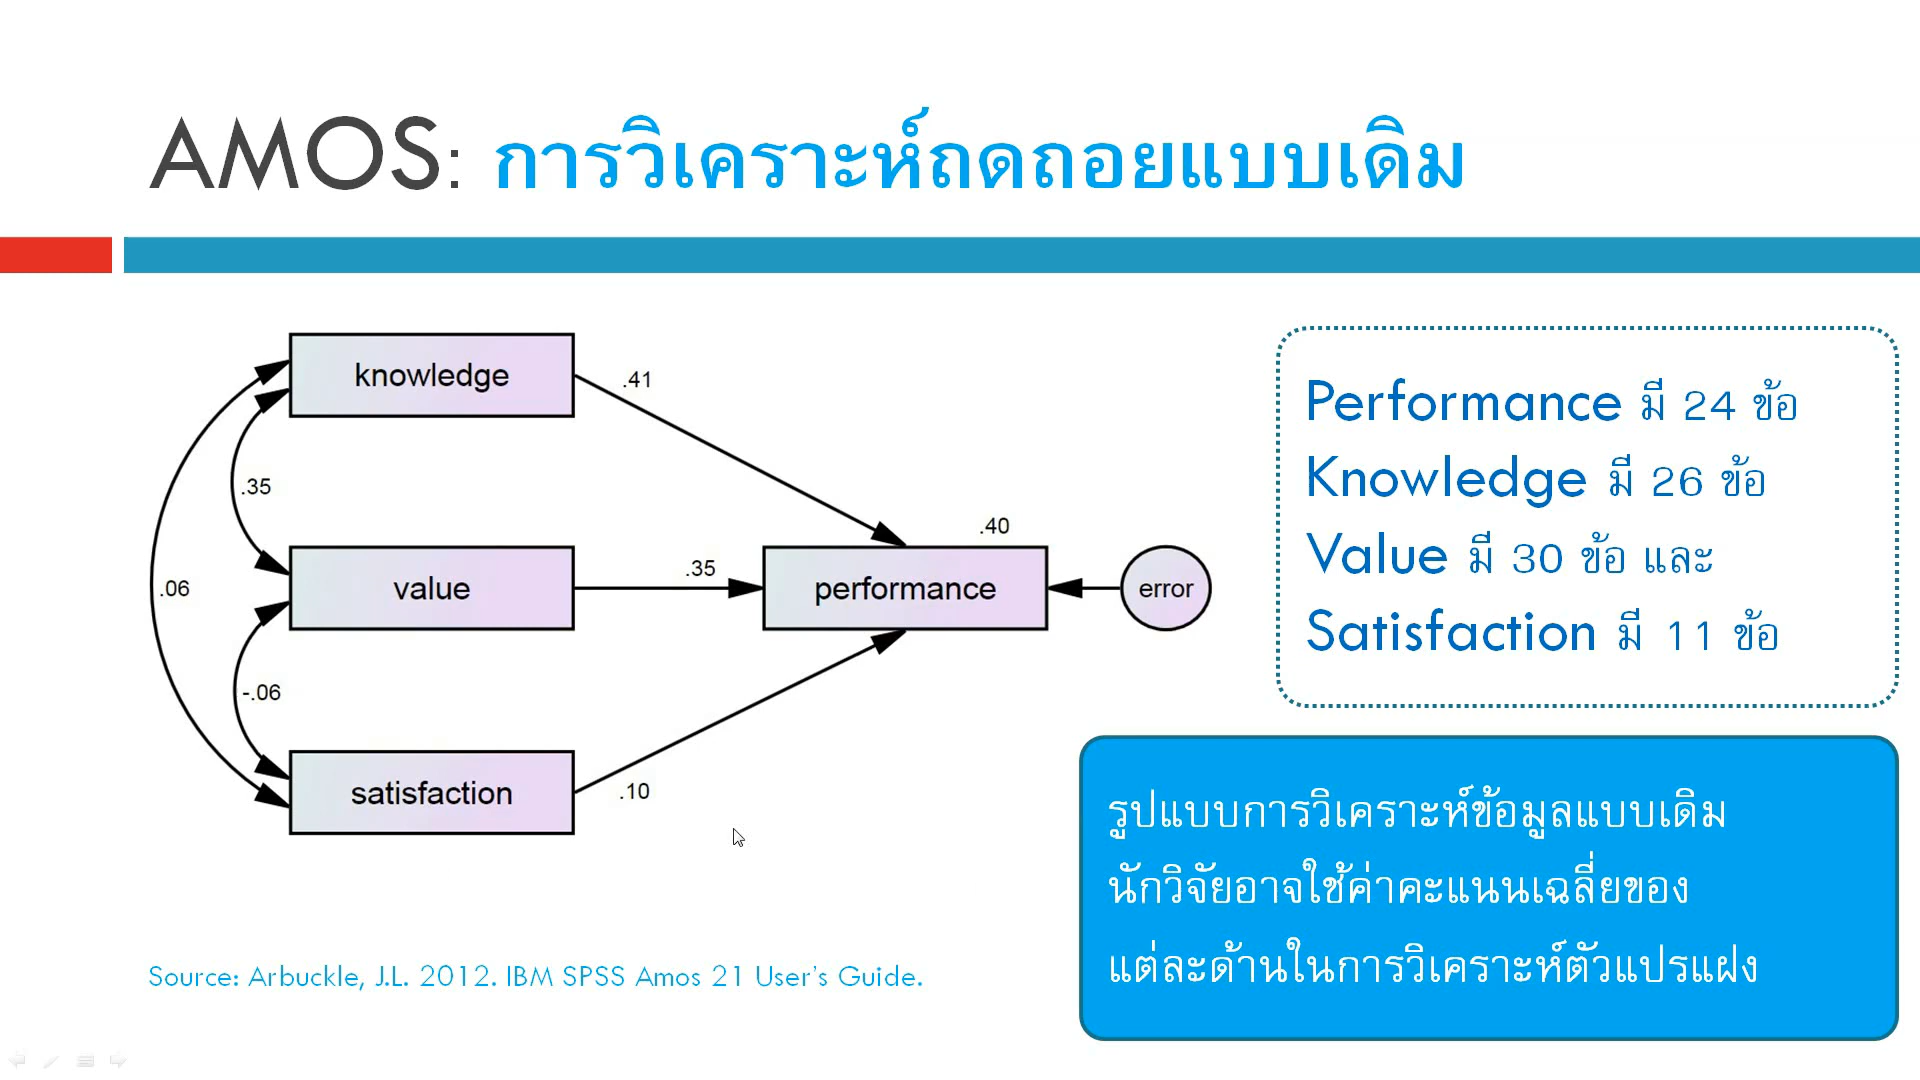 AMOS: การวิเคราะห์ถดถอยแบบเดิม
knowledge
.41
.35
.06
value
.35
.40
performance
error
-.06
satisfaction
.10
Performance มี 24 ข้อ
Knowledge มี 26 ข้อ
Value มี 30 ข้อ และ
Satisfaction มี 11 ข้อ
รูปแบบการวิเคราะห์ข้อมูลแบบเดิม
นักวิจัยอาจใช้ค่าคะแนนเฉลี่ยของ
แต่ละด้านในการวิเคราะห์ตัวแปรแฝง
Source: Arbuckle, J.L. 2012. IBM SPSS Amos 21 User's Guide.